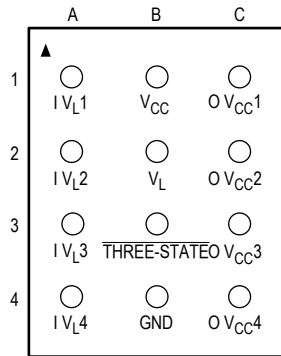 A B C
1
I VL1 VCC O VCC1
2
I VL2 VL O VCC2
3
I VL3 THREE-STATE O VCC3
4
I VL4 GND O VCC4